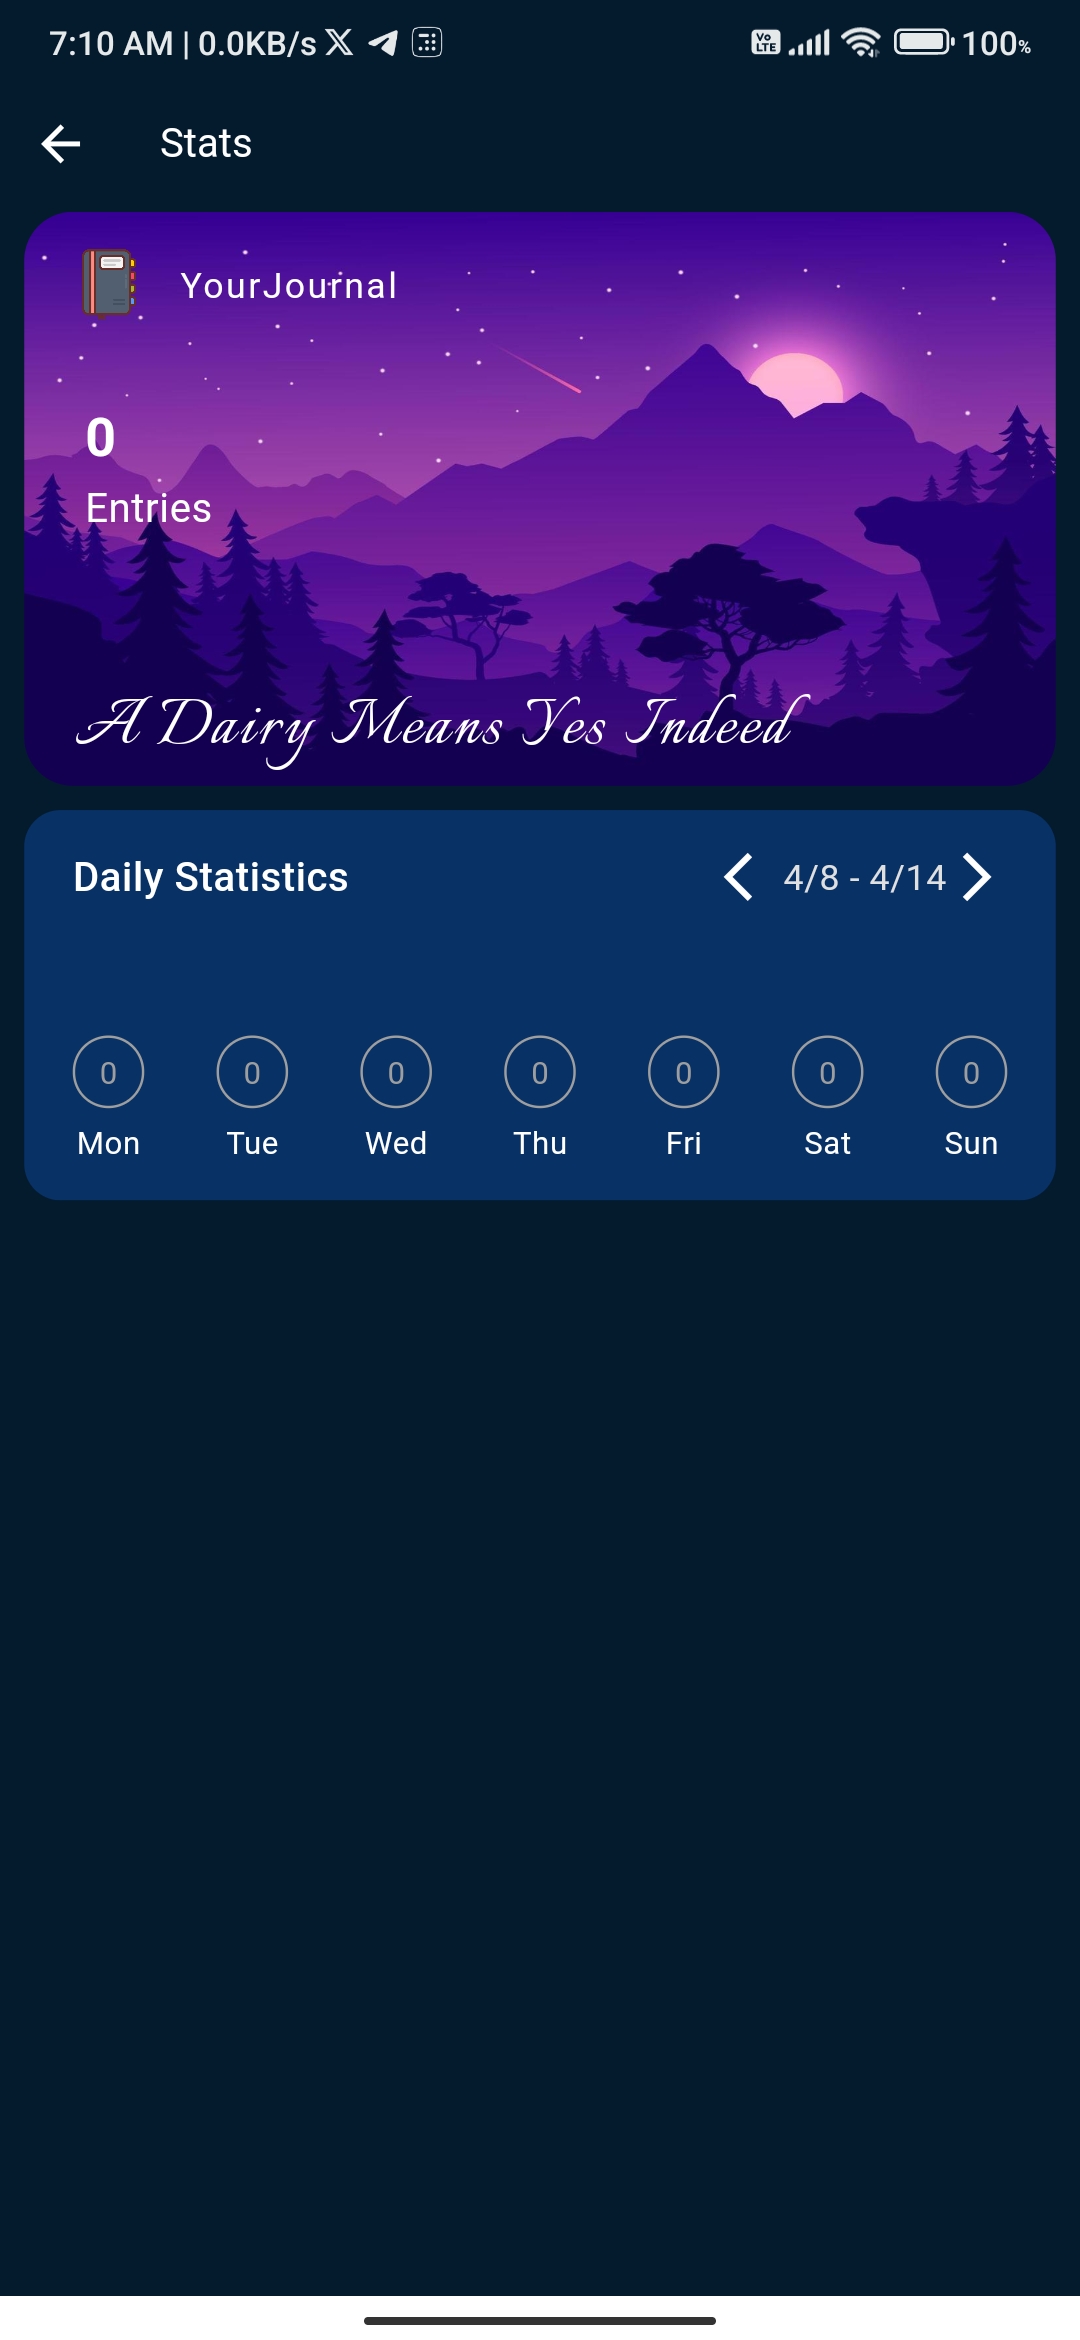 7:10 AM | 0.0KB/s
Vo LTE
100%
Stats
YourJournal
0
Entries
A Dairy Means Yes Indeed
Daily Statistics
4/8 - 4/14
0 0 0 0 0 0 0
Mon Tue Wed Thu Fri Sat Sun